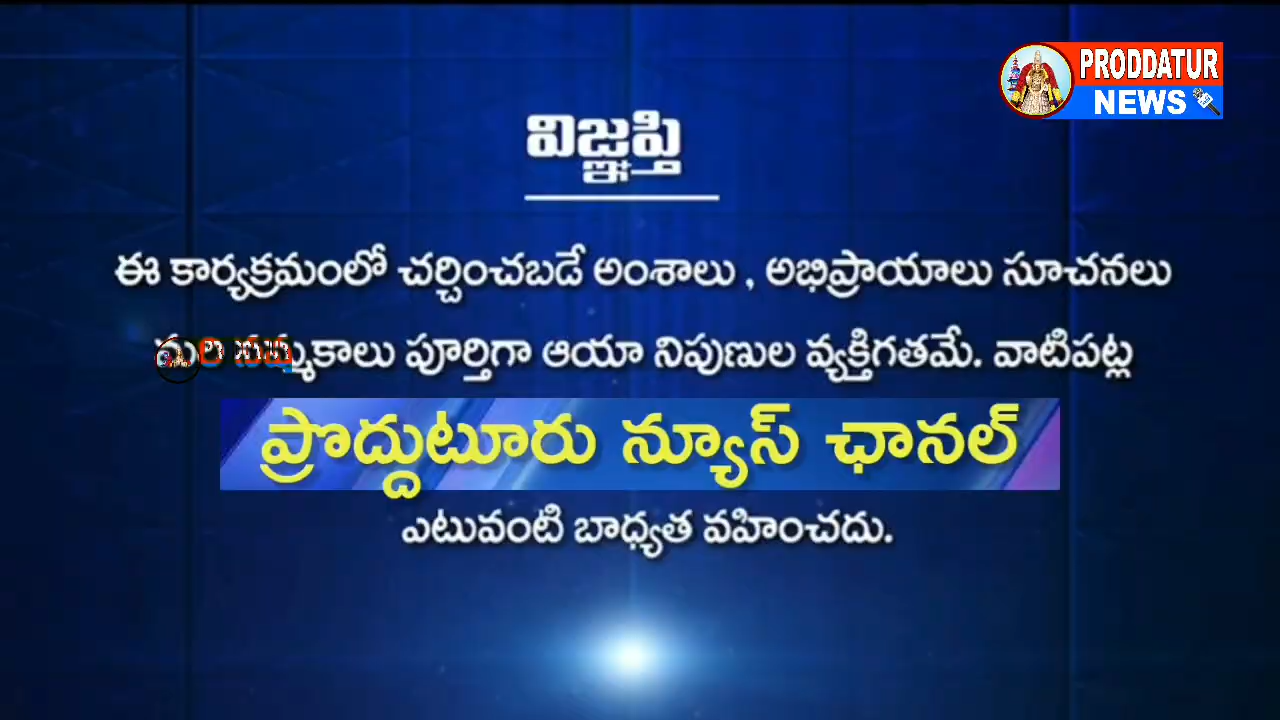 PRODDATUR
NEWS
విజ్ఞప్తి
ఈ కార్యక్రమంలో చర్చించబడే అంశాలు , అభిప్రాయాలు సూచనలు
పూర్తిగా ఆయా నిపుణుల వ్యక్తిగతమే. వాటిపట్ల
ప్రొద్దుటూరు న్యూస్ ఛానల్
ఎటువంటి బాధ్యత వహించదు.